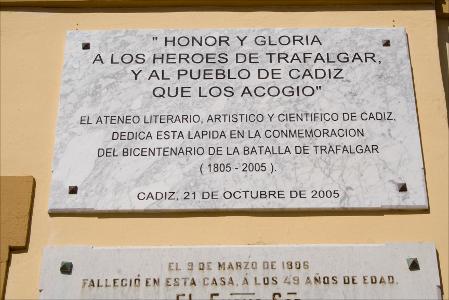 " HONOR Y GLORIA
A LOS HEROES DE TRAFALGAR,
Y AL PUEBLO DE CADIZ
QUE LOS ACOGIO"
EL ATENEO LITERARIO, ARTISTICO Y CIENTIFICO DE CADIZ,
DEDICA ESTA LAPIDA EN LA CONMEMORACION
DEL BICENTENARIO DE LA BATALLA DE TRAFALGAR
( 1805 - 2005 ).
CADIZ, 21 DE OCTUBRE DE 2005
EL 9 DE MARZO DE 1806
FALLECIÓ EN ESTA CASA, Á LOS 49 AÑOS DE EDAD,